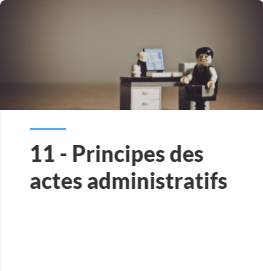 11 - Principes des
actes administratifs